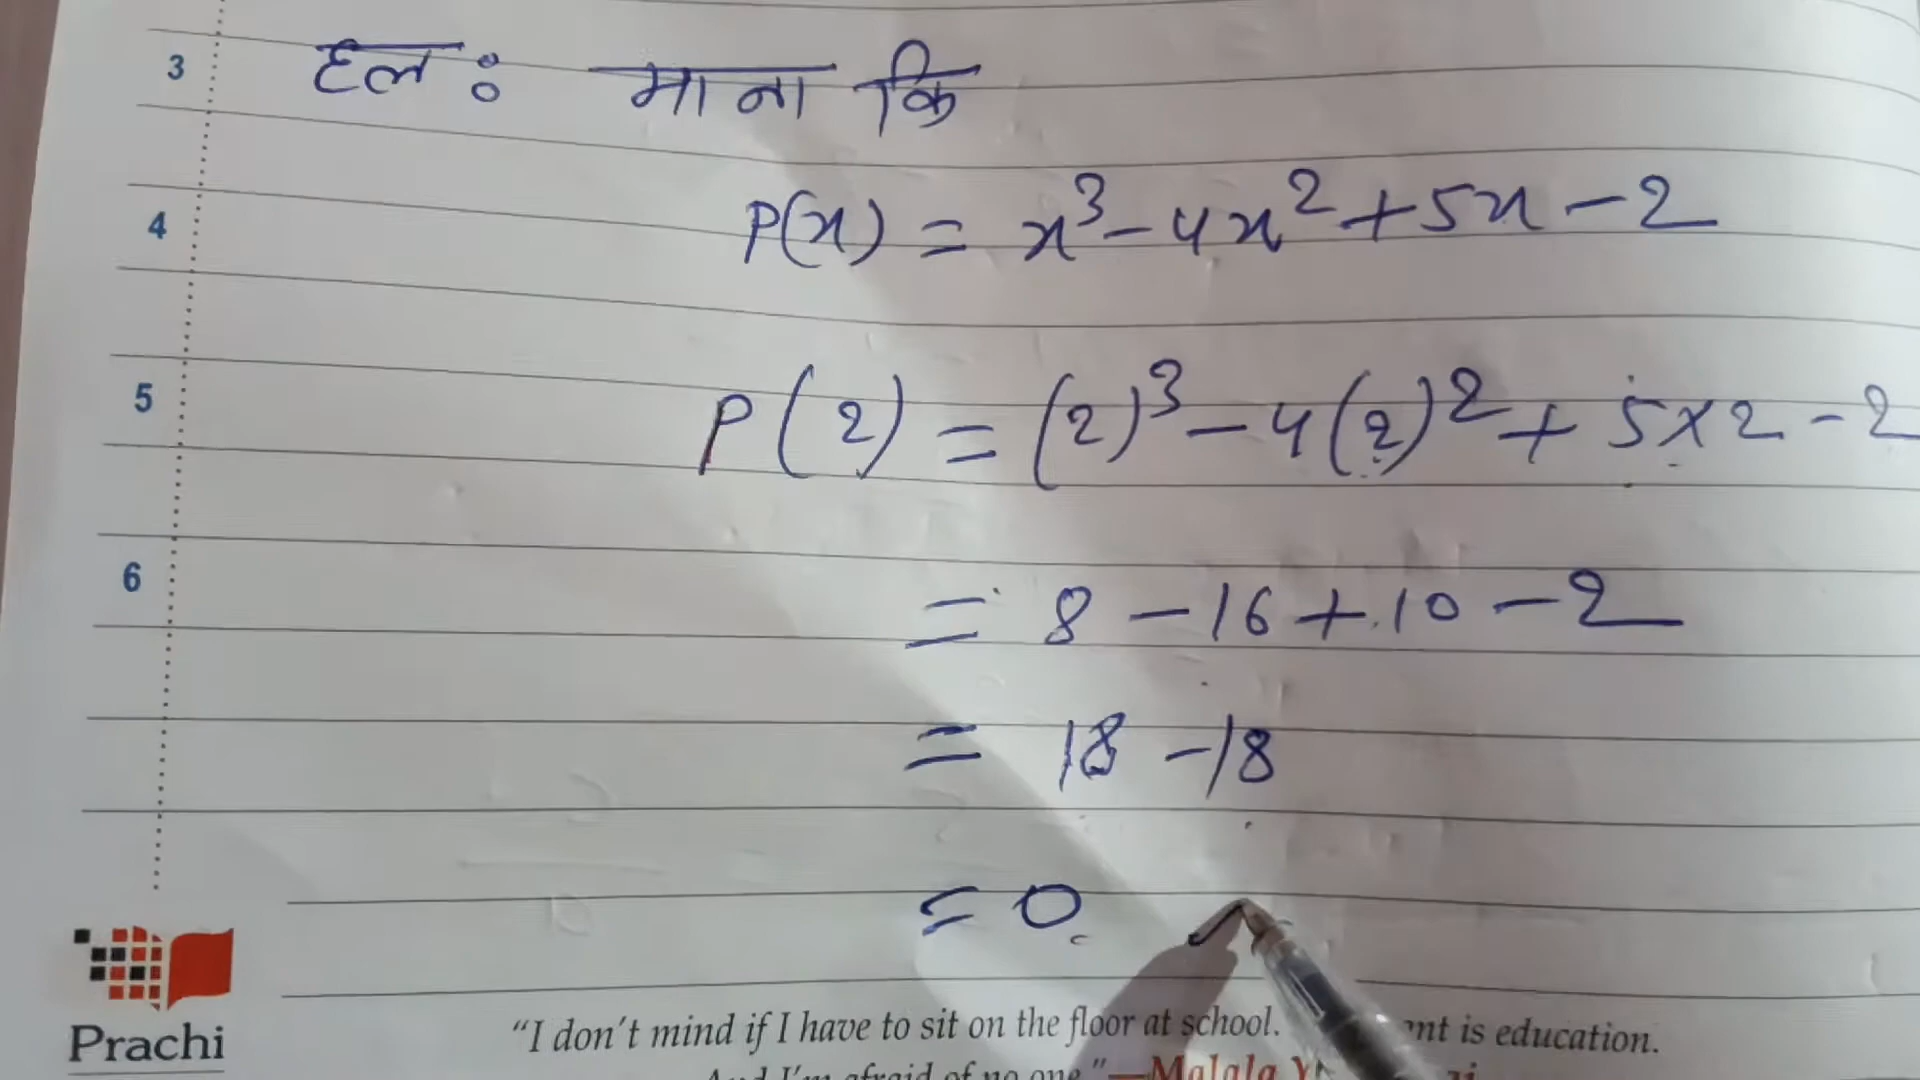 3 हल: माना कि
4 P(x) = x³ - 4x² + 5x - 2
5 P(2) = (2)³ - 4(2)² + 5×2 - 2
6 = 8 - 16 + 10 - 2
= 18 - 18
= 0
Prachi
“I don't mind if I have to sit on the floor at school. is education.
I'm afraid of no one.” —Malala